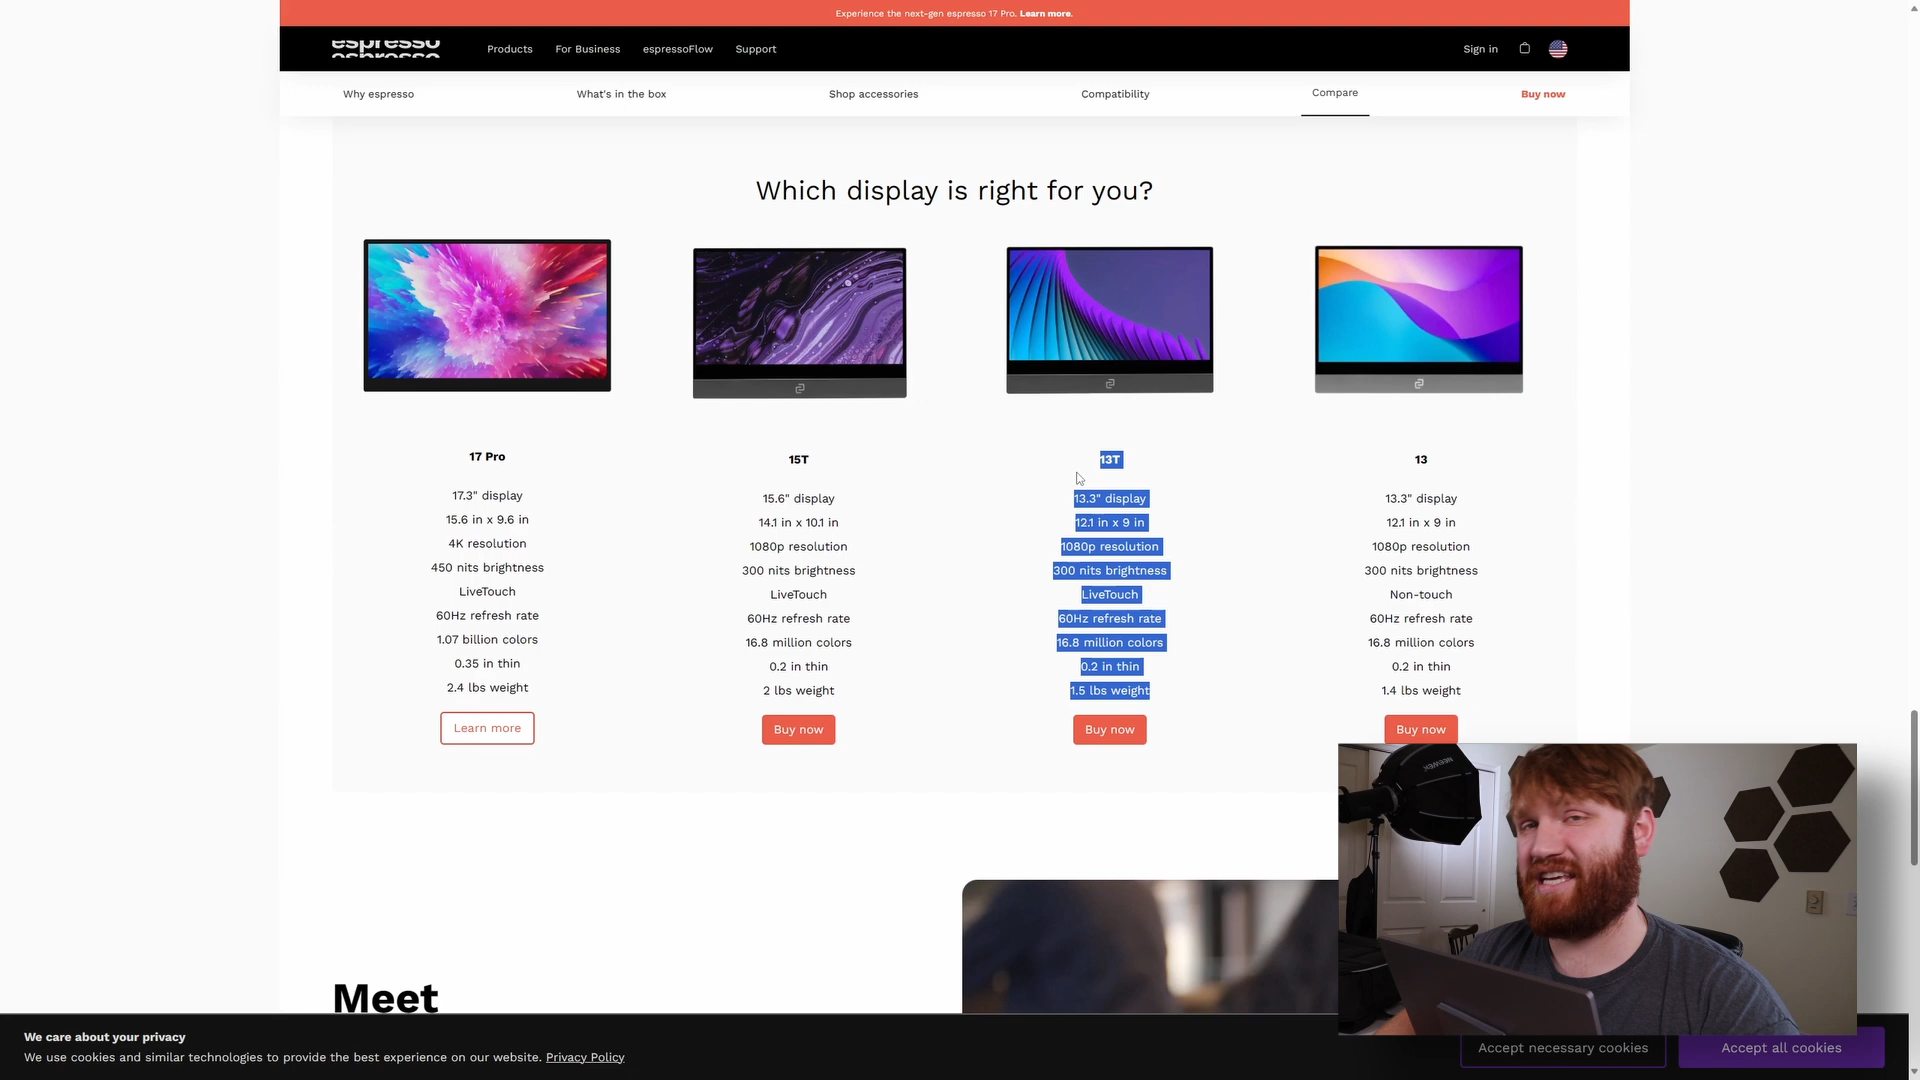 Experience the next-gen espresso 17 Pro. Learn more.
espresso
Products For Business espressoFlow Support Sign in
Why espresso What's in the box Shop accessories Compatibility Compare Buy now
Which display is right for you?
17 Pro
17.3" display
15.6 in x 9.6 in
4K resolution
450 nits brightness
LiveTouch
60Hz refresh rate
1.07 billion colors
0.35 in thin
2.4 lbs weight
Learn more
15T
15.6" display
14.1 in x 10.1 in
1080p resolution
300 nits brightness
LiveTouch
60Hz refresh rate
16.8 million colors
0.2 in thin
2 lbs weight
Buy now
13T
13.3" display
12.1 in x 9 in
1080p resolution
300 nits brightness
LiveTouch
60Hz refresh rate
16.8 million colors
0.2 in thin
1.5 lbs weight
Buy now
13
13.3" display
12.1 in x 9 in
1080p resolution
300 nits brightness
Non-touch
60Hz refresh rate
16.8 million colors
0.2 in thin
1.4 lbs weight
Buy now
NEEWER
Meet
We care about your privacy
We use cookies and similar technologies to provide the best experience on our website. Privacy Policy
Accept necessary cookies
Accept all cookies